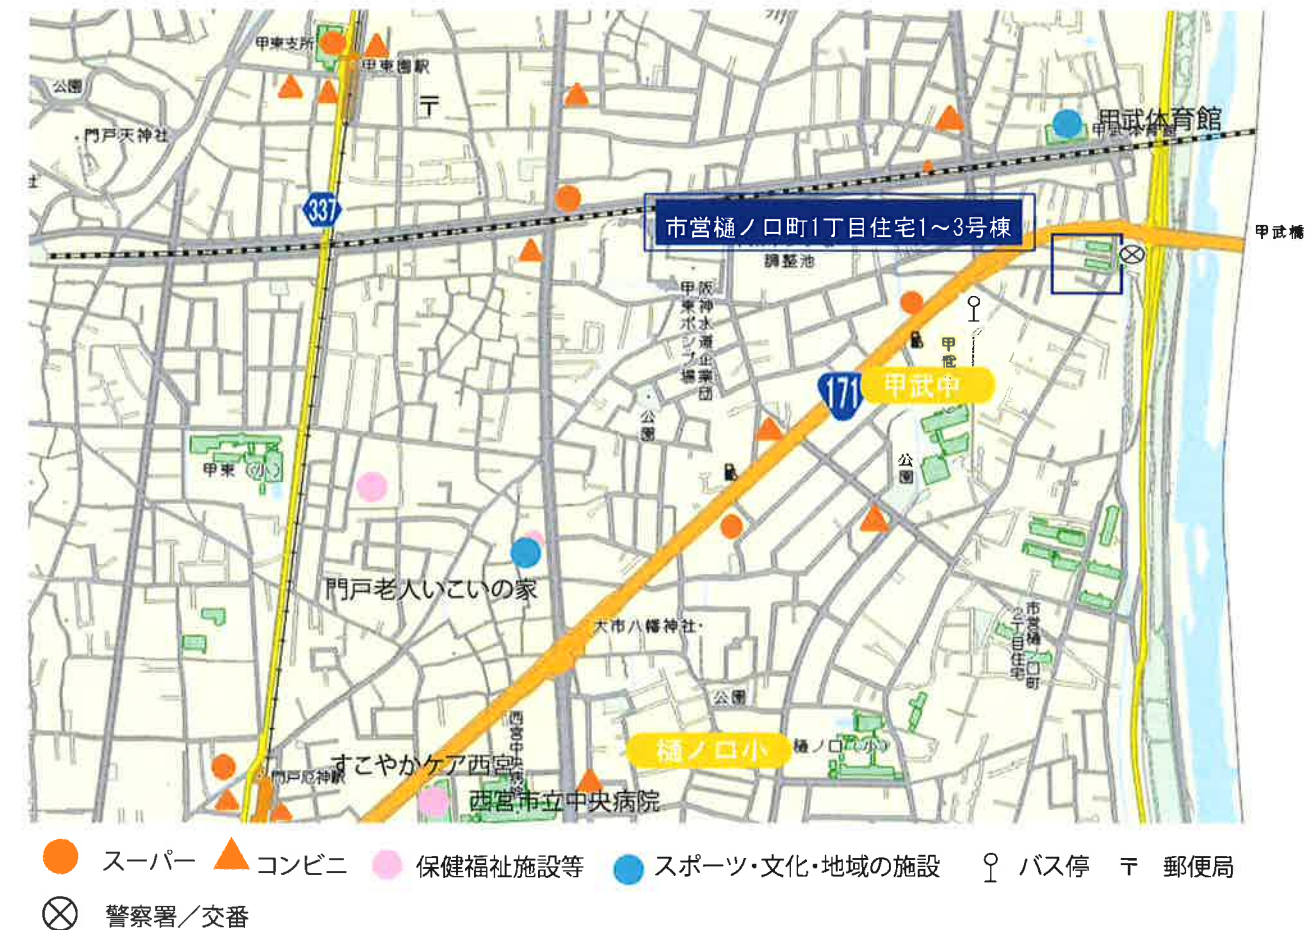 甲東支所
甲東園駅
公園
〒
門戸天神社
甲武体育館
337
市営樋ノ口町1丁目住宅1～3号棟
甲武橋
調整池
阪神水道企業団
甲東ポンプ場
171
甲武中
公園
公園
甲東(小)
門戸老人いこいの家
大市八幡神社
市営樋ノ口町
2丁目住宅
公園
西宮中央病院
樋ノ口小
樋ノ口(小)
すこやかケア西宮
門戸厄神駅
西宮市立中央病院
スーパー
コンビニ
保健福祉施設等
スポーツ・文化・地域の施設
バス停
〒 郵便局
警察署／交番